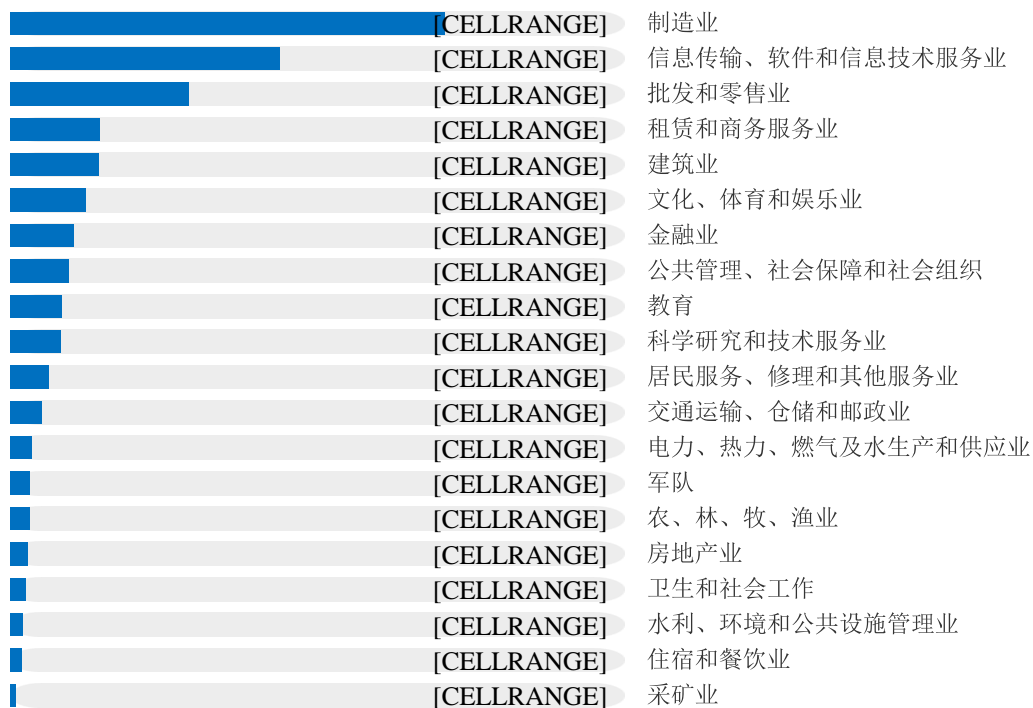 [CELLRANGE] 制造业
[CELLRANGE] 信息传输、软件和信息技术服务业
[CELLRANGE] 批发和零售业
[CELLRANGE] 租赁和商务服务业
[CELLRANGE] 建筑业
[CELLRANGE] 文化、体育和娱乐业
[CELLRANGE] 金融业
[CELLRANGE] 公共管理、社会保障和社会组织
[CELLRANGE] 教育
[CELLRANGE] 科学研究和技术服务业
[CELLRANGE] 居民服务、修理和其他服务业
[CELLRANGE] 交通运输、仓储和邮政业
[CELLRANGE] 电力、热力、燃气及水生产和供应业
[CELLRANGE] 军队
[CELLRANGE] 农、林、牧、渔业
[CELLRANGE] 房地产业
[CELLRANGE] 卫生和社会工作
[CELLRANGE] 水利、环境和公共设施管理业
[CELLRANGE] 住宿和餐饮业
[CELLRANGE] 采矿业